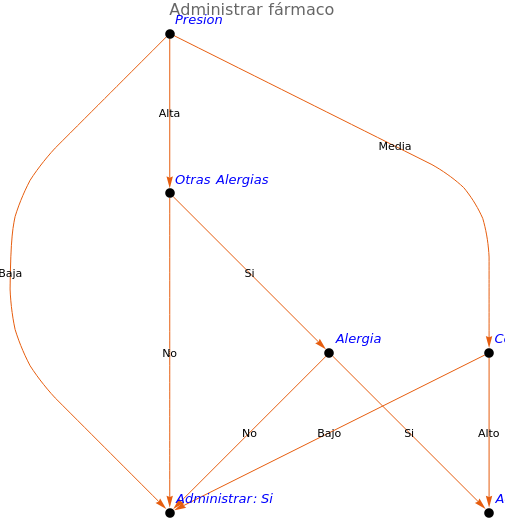 Administrar fármaco
Presion
Alta
Media
Otras Alergias
Baja
Si
Alergia
No
No
Bajo
Si
Alto
Administrar: Si